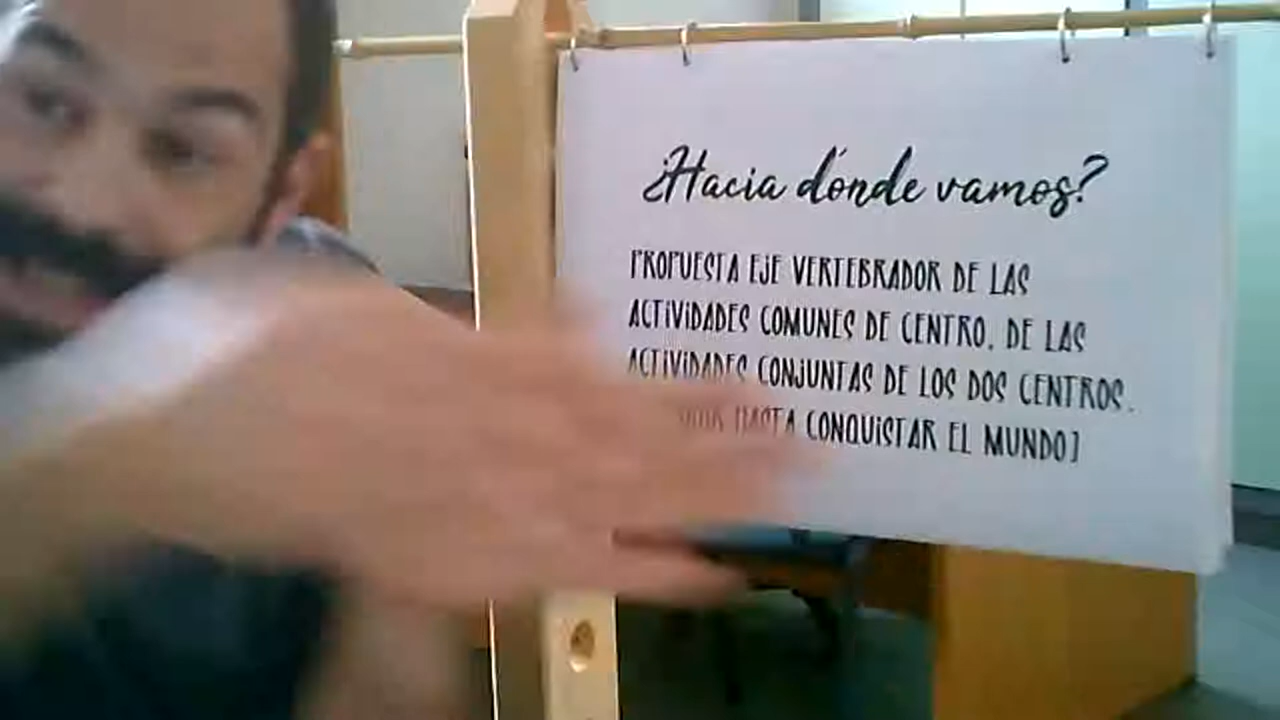 ¿Hacia dónde vamos?
PROPUESTA EJE VERTEBRADOR DE LAS
ACTIVIDADES COMUNES DE CENTRO, DE LAS
ACTIVIDADES CONJUNTAS DE LOS DOS CENTROS,
HASTA CONQUISTAR EL MUNDO]